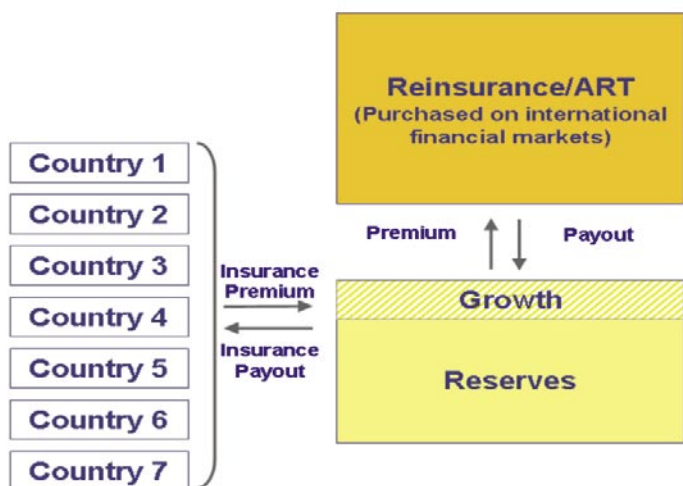 Reinsurance/ART
(Purchased on international
financial markets)
Country 1
Country 2
Country 3
Country 4
Country 5
Country 6
Country 7
Insurance
Premium
Insurance
Payout
Premium
Payout
Growth
Reserves